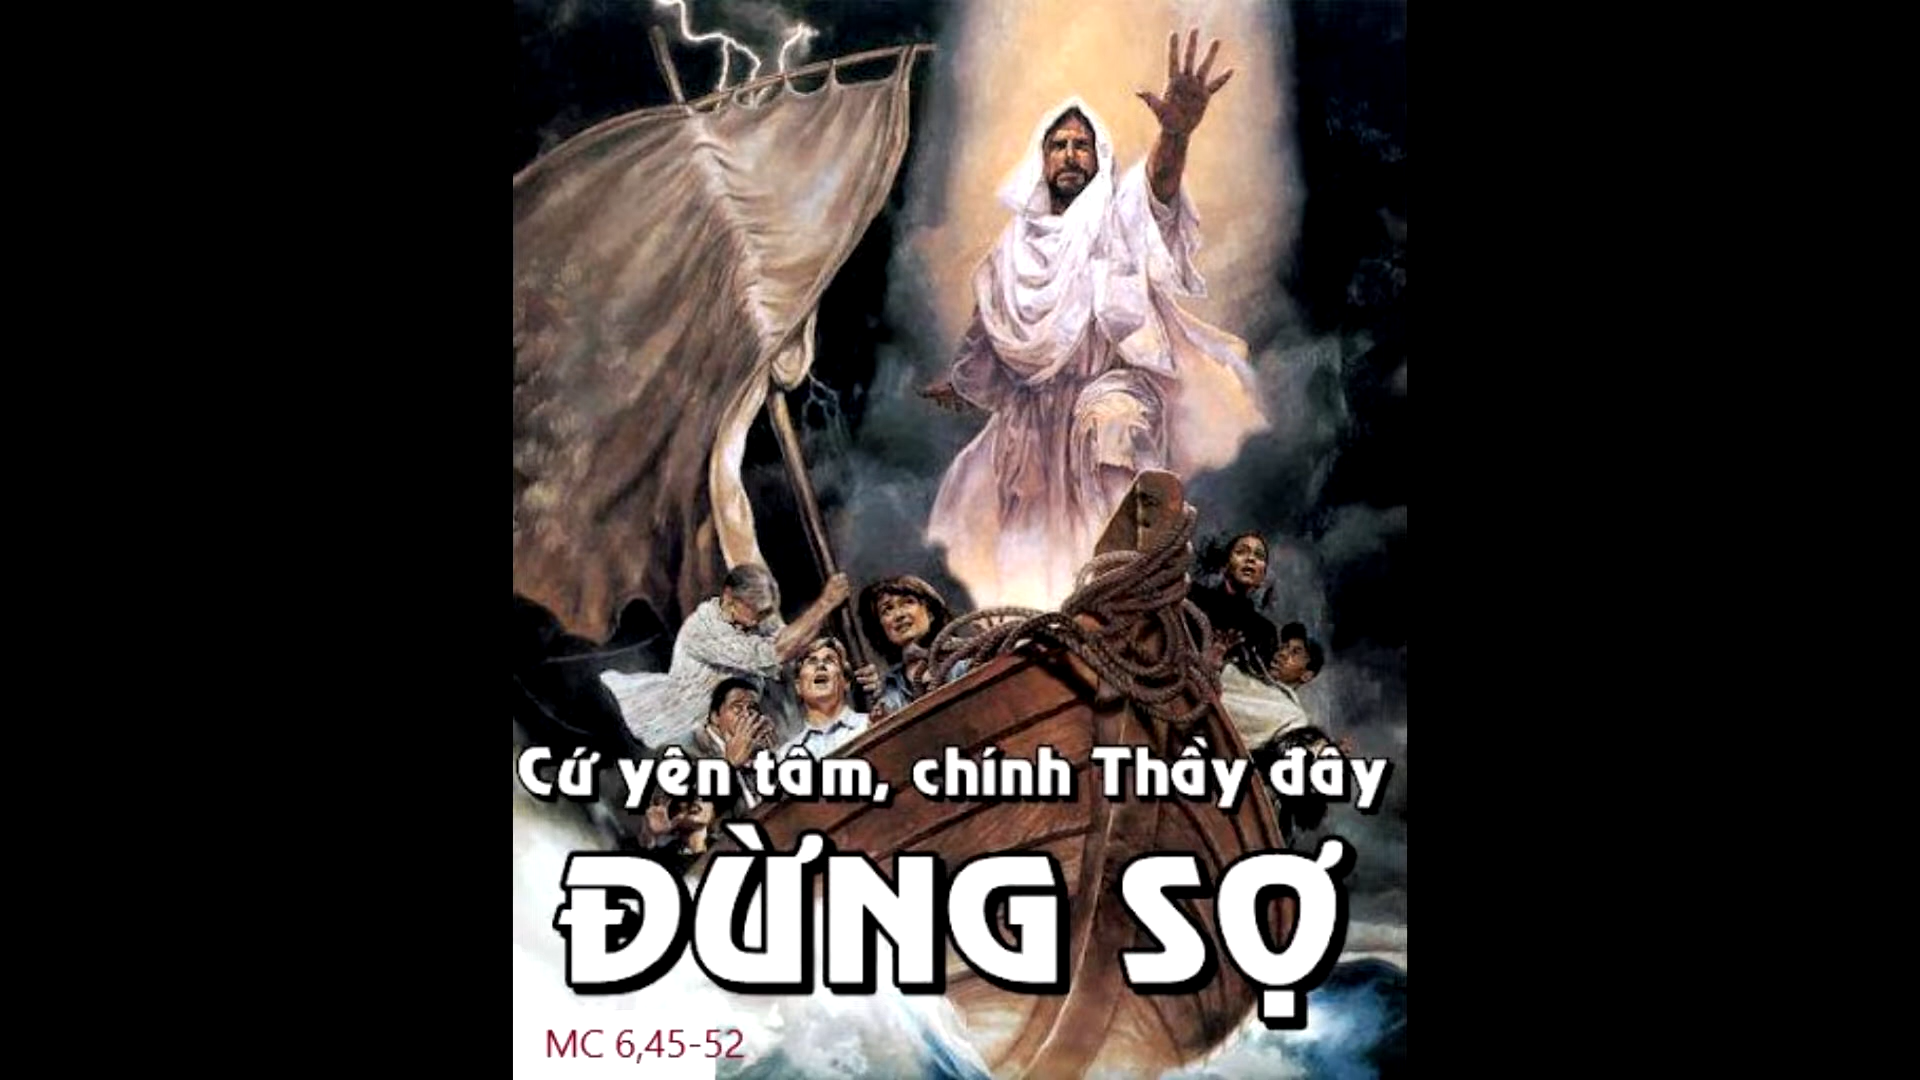 Cứ yên tâm, chính Thầy đây
ĐỪNG SỢ
MC 6,45-52